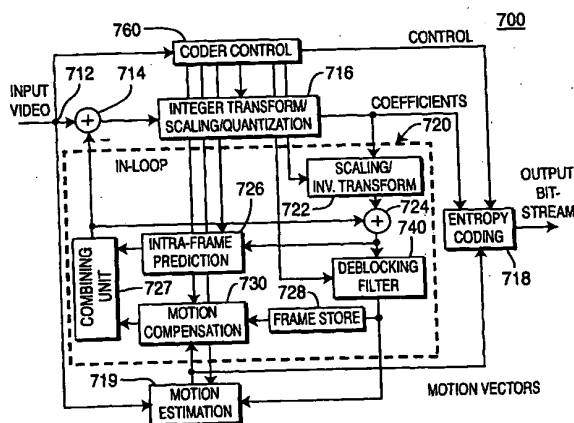 700
760
CODER CONTROL
CONTROL
INPUT
VIDEO
712
714
716
INTEGER TRANSFORM/
SCALING/QUANTIZATION
COEFFICIENTS
720
IN-LOOP
SCALING/
INV. TRANSFORM
722
724
726
740
OUTPUT
BIT-
STREAM
ENTROPY
CODING
718
INTRA-FRAME
PREDICTION
COMBINING
UNIT
727
730
728
DEBLOCKING
FILTER
MOTION
COMPENSATION
FRAME STORE
719
MOTION
ESTIMATION
MOTION VECTORS